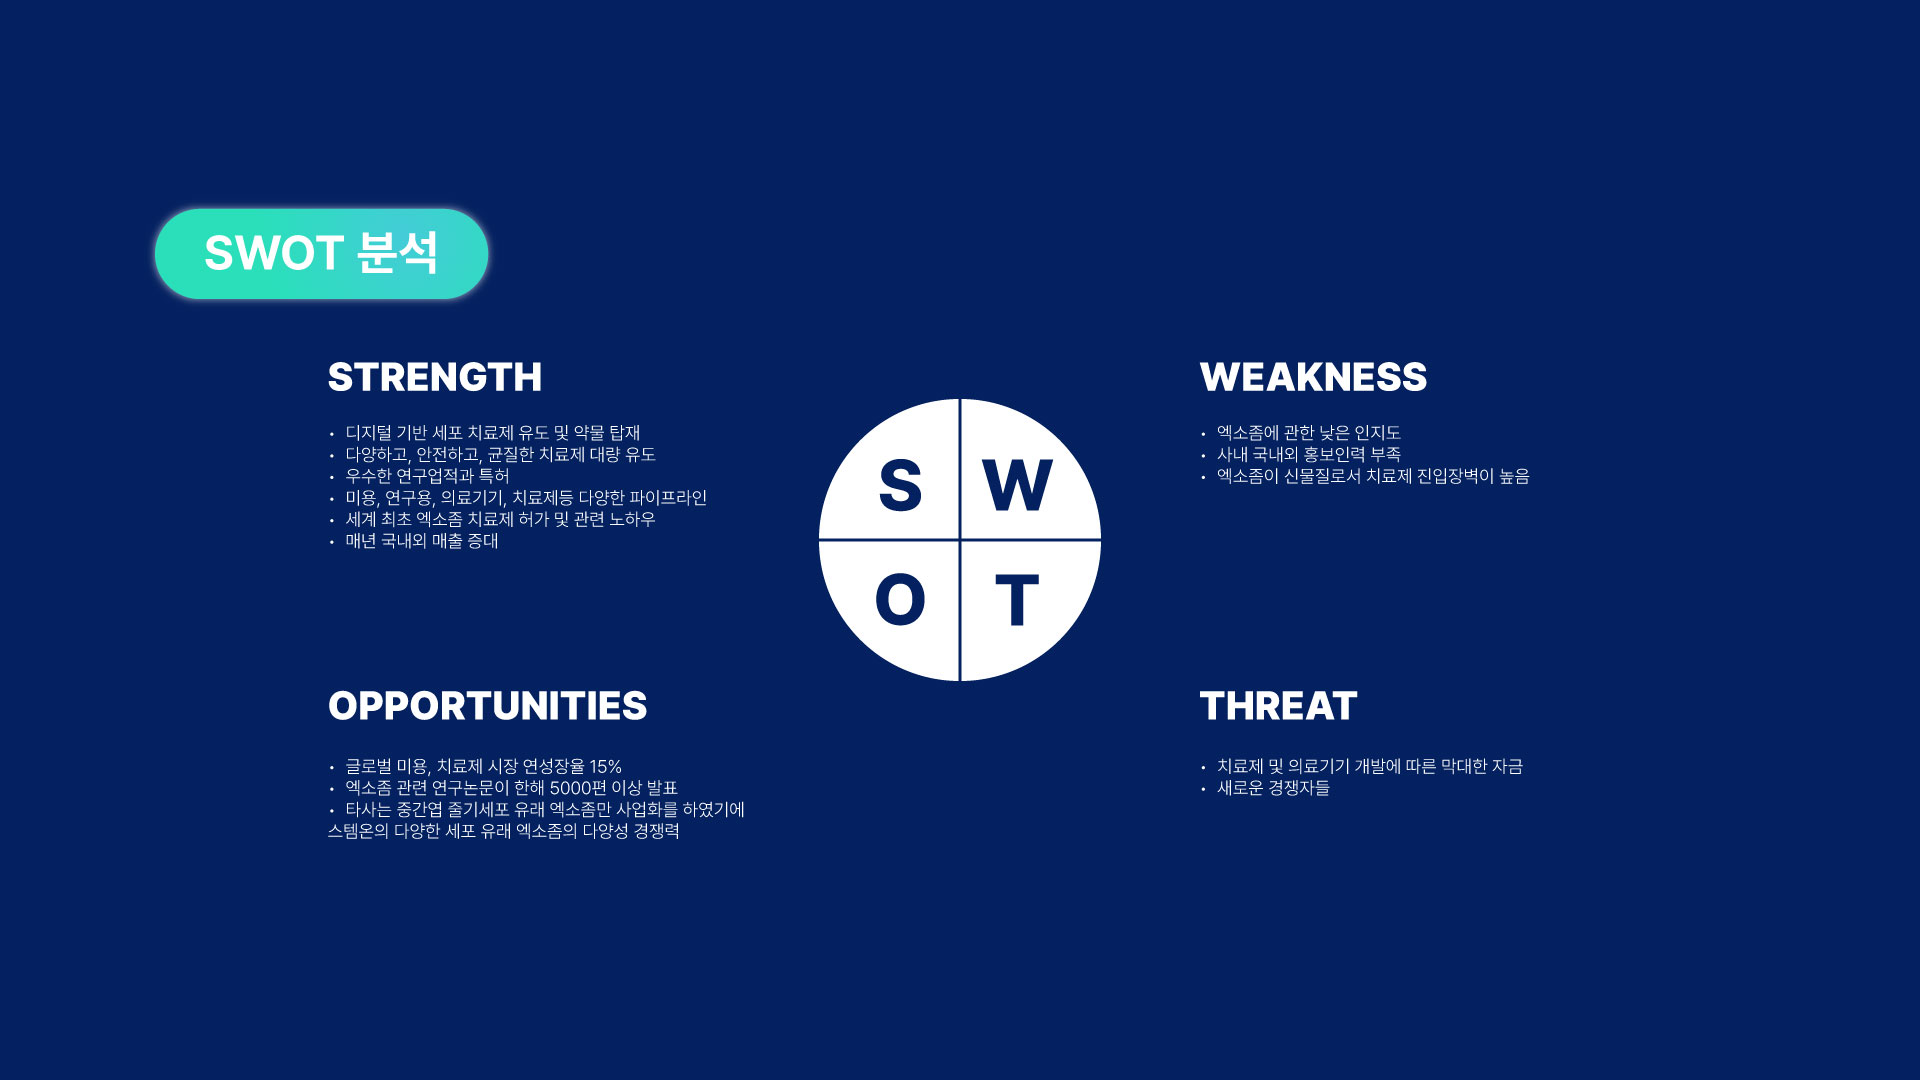 SWOT 분석
STRENGTH
• 디지털 기반 세포 치료제 유도 및 약물 탑재
• 다양하고, 안전하고, 균질한 치료제 대량 유도
• 우수한 연구업적과 특허
• 미용, 연구용, 의료기기, 치료제등 다양한 파이프라인
• 세계 최초 엑소좀 치료제 허가 및 관련 노하우
• 매년 국내외 매출 증대
WEAKNESS
• 엑소좀에 관한 낮은 인지도
• 사내 국내외 홍보인력 부족
• 엑소좀이 신물질로서 치료제 진입장벽이 높음
S W
O T
OPPORTUNITIES
• 글로벌 미용, 치료제 시장 연성장율 15%
• 엑소좀 관련 연구논문이 한해 5000편 이상 발표
• 타사는 중간엽 줄기세포 유래 엑소좀만 사업화를 하였기에
스템온의 다양한 세포 유래 엑소좀의 다양성 경쟁력
THREAT
• 치료제 및 의료기기 개발에 따른 막대한 자금
• 새로운 경쟁자들